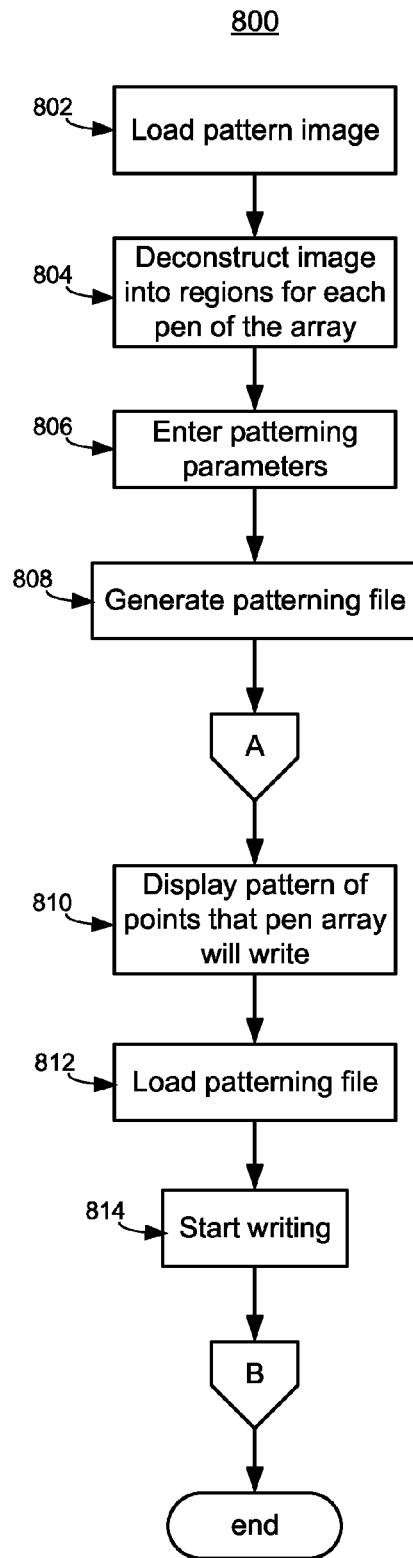 800
802
Load pattern image
804
Deconstruct image
into regions for each
pen of the array
806
Enter patterning
parameters
808
Generate patterning file
A
810
Display pattern of
points that pen array
will write
812
Load patterning file
814
Start writing
B
end